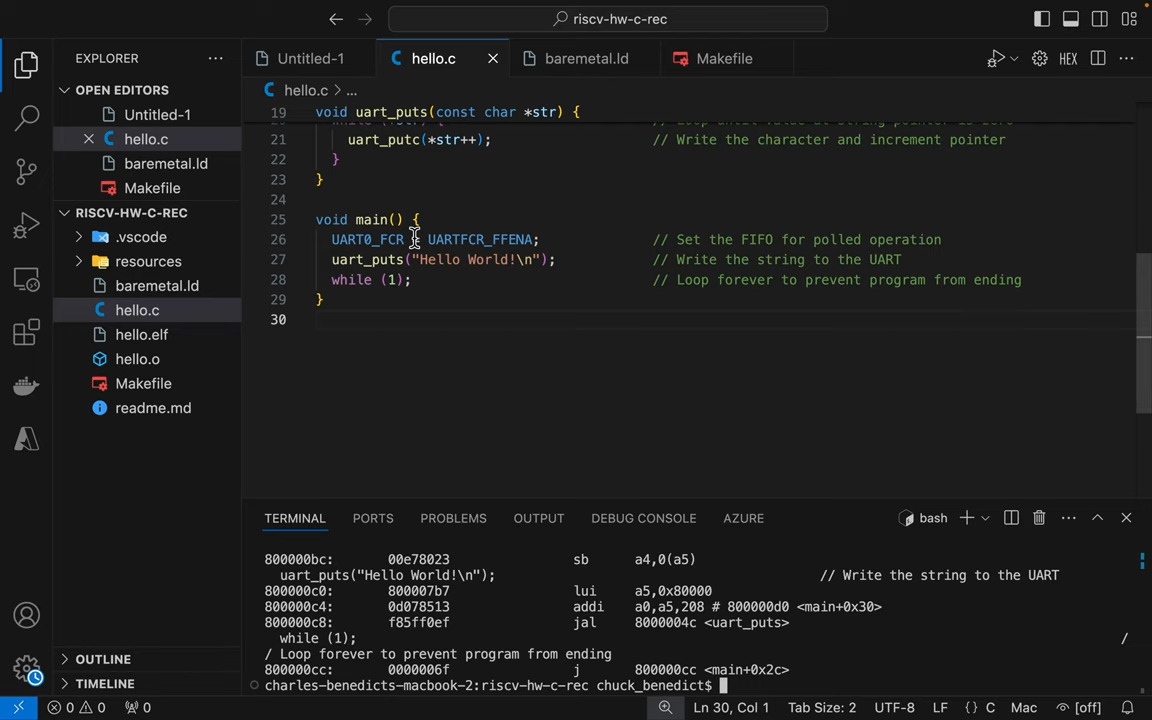 riscv-hw-c-rec
EXPLORER
OPEN EDITORS
Untitled-1
hello.c
baremetal.ld
Makefile
RISCV-HW-C-REC
.vscode
resources
baremetal.ld
hello.c
hello.elf
hello.o
Makefile
readme.md
OUTLINE
TIMELINE
Untitled-1 hello.c baremetal.ld Makefile HEX
hello.c > ...
19 void uart_puts(const char *str) {
21 uart_putc(*str++); // Write the character and increment pointer
22 }
23 }
24
25 void main() {
26 UART0_FCR = UARTFCR_FFENA; // Set the FIFO for polled operation
27 uart_puts("Hello World!\n"); // Write the string to the UART
28 while (1); // Loop forever to prevent program from ending
29 }
30
TERMINAL PORTS PROBLEMS OUTPUT DEBUG CONSOLE AZURE bash
800000bc: 00e78023 sb a4,0(a5)
uart_puts("Hello World!\n"); // Write the string to the UART
800000c0: 800007b7 lui a5,0x80000
800000c4: 0d078513 addi a0,a5,208 # 800000d0 <main+0x30>
800000c8: f85ff0ef jal 8000004c <uart_puts>
while (1); /
/ Loop forever to prevent program from ending
800000cc: 0000006f j 800000cc <main+0x2c>
charles-benedicts-macbook-2:riscv-hw-c-rec chuck_benedict$
0 0 0 Ln 30, Col 1 Tab Size: 2 UTF-8 LF {} C Mac [off]